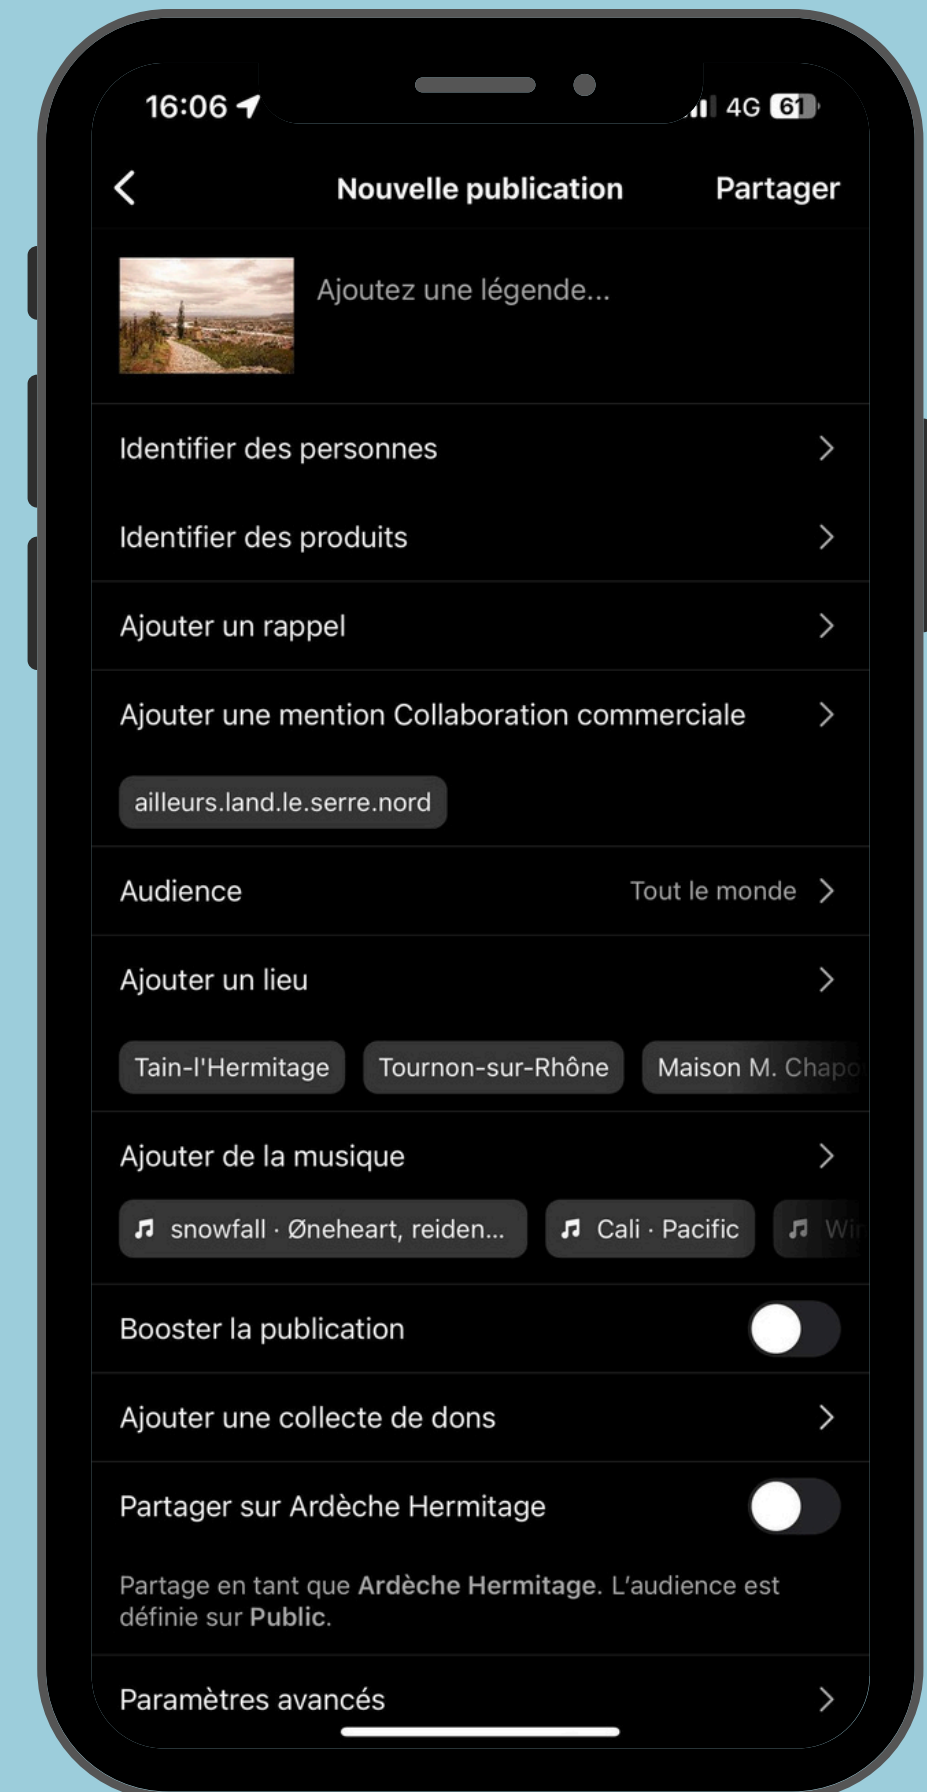 16:06
4G 61
Nouvelle publication
Partager
Ajoutez une légende...
Identifier des personnes
Identifier des produits
Ajouter un rappel
Ajouter une mention Collaboration commerciale
ailleurs.land.le.serre.nord
Audience
Tout le monde
Ajouter un lieu
Tain-l'Hermitage
Tournon-sur-Rhône
Maison M. Chapo
Ajouter de la musique
snowfall · Øneheart, reiden...
Cali · Pacific
Booster la publication
Ajouter une collecte de dons
Partager sur Ardèche Hermitage
Partage en tant que Ardèche Hermitage. L'audience est
définie sur Public.
Paramètres avancés